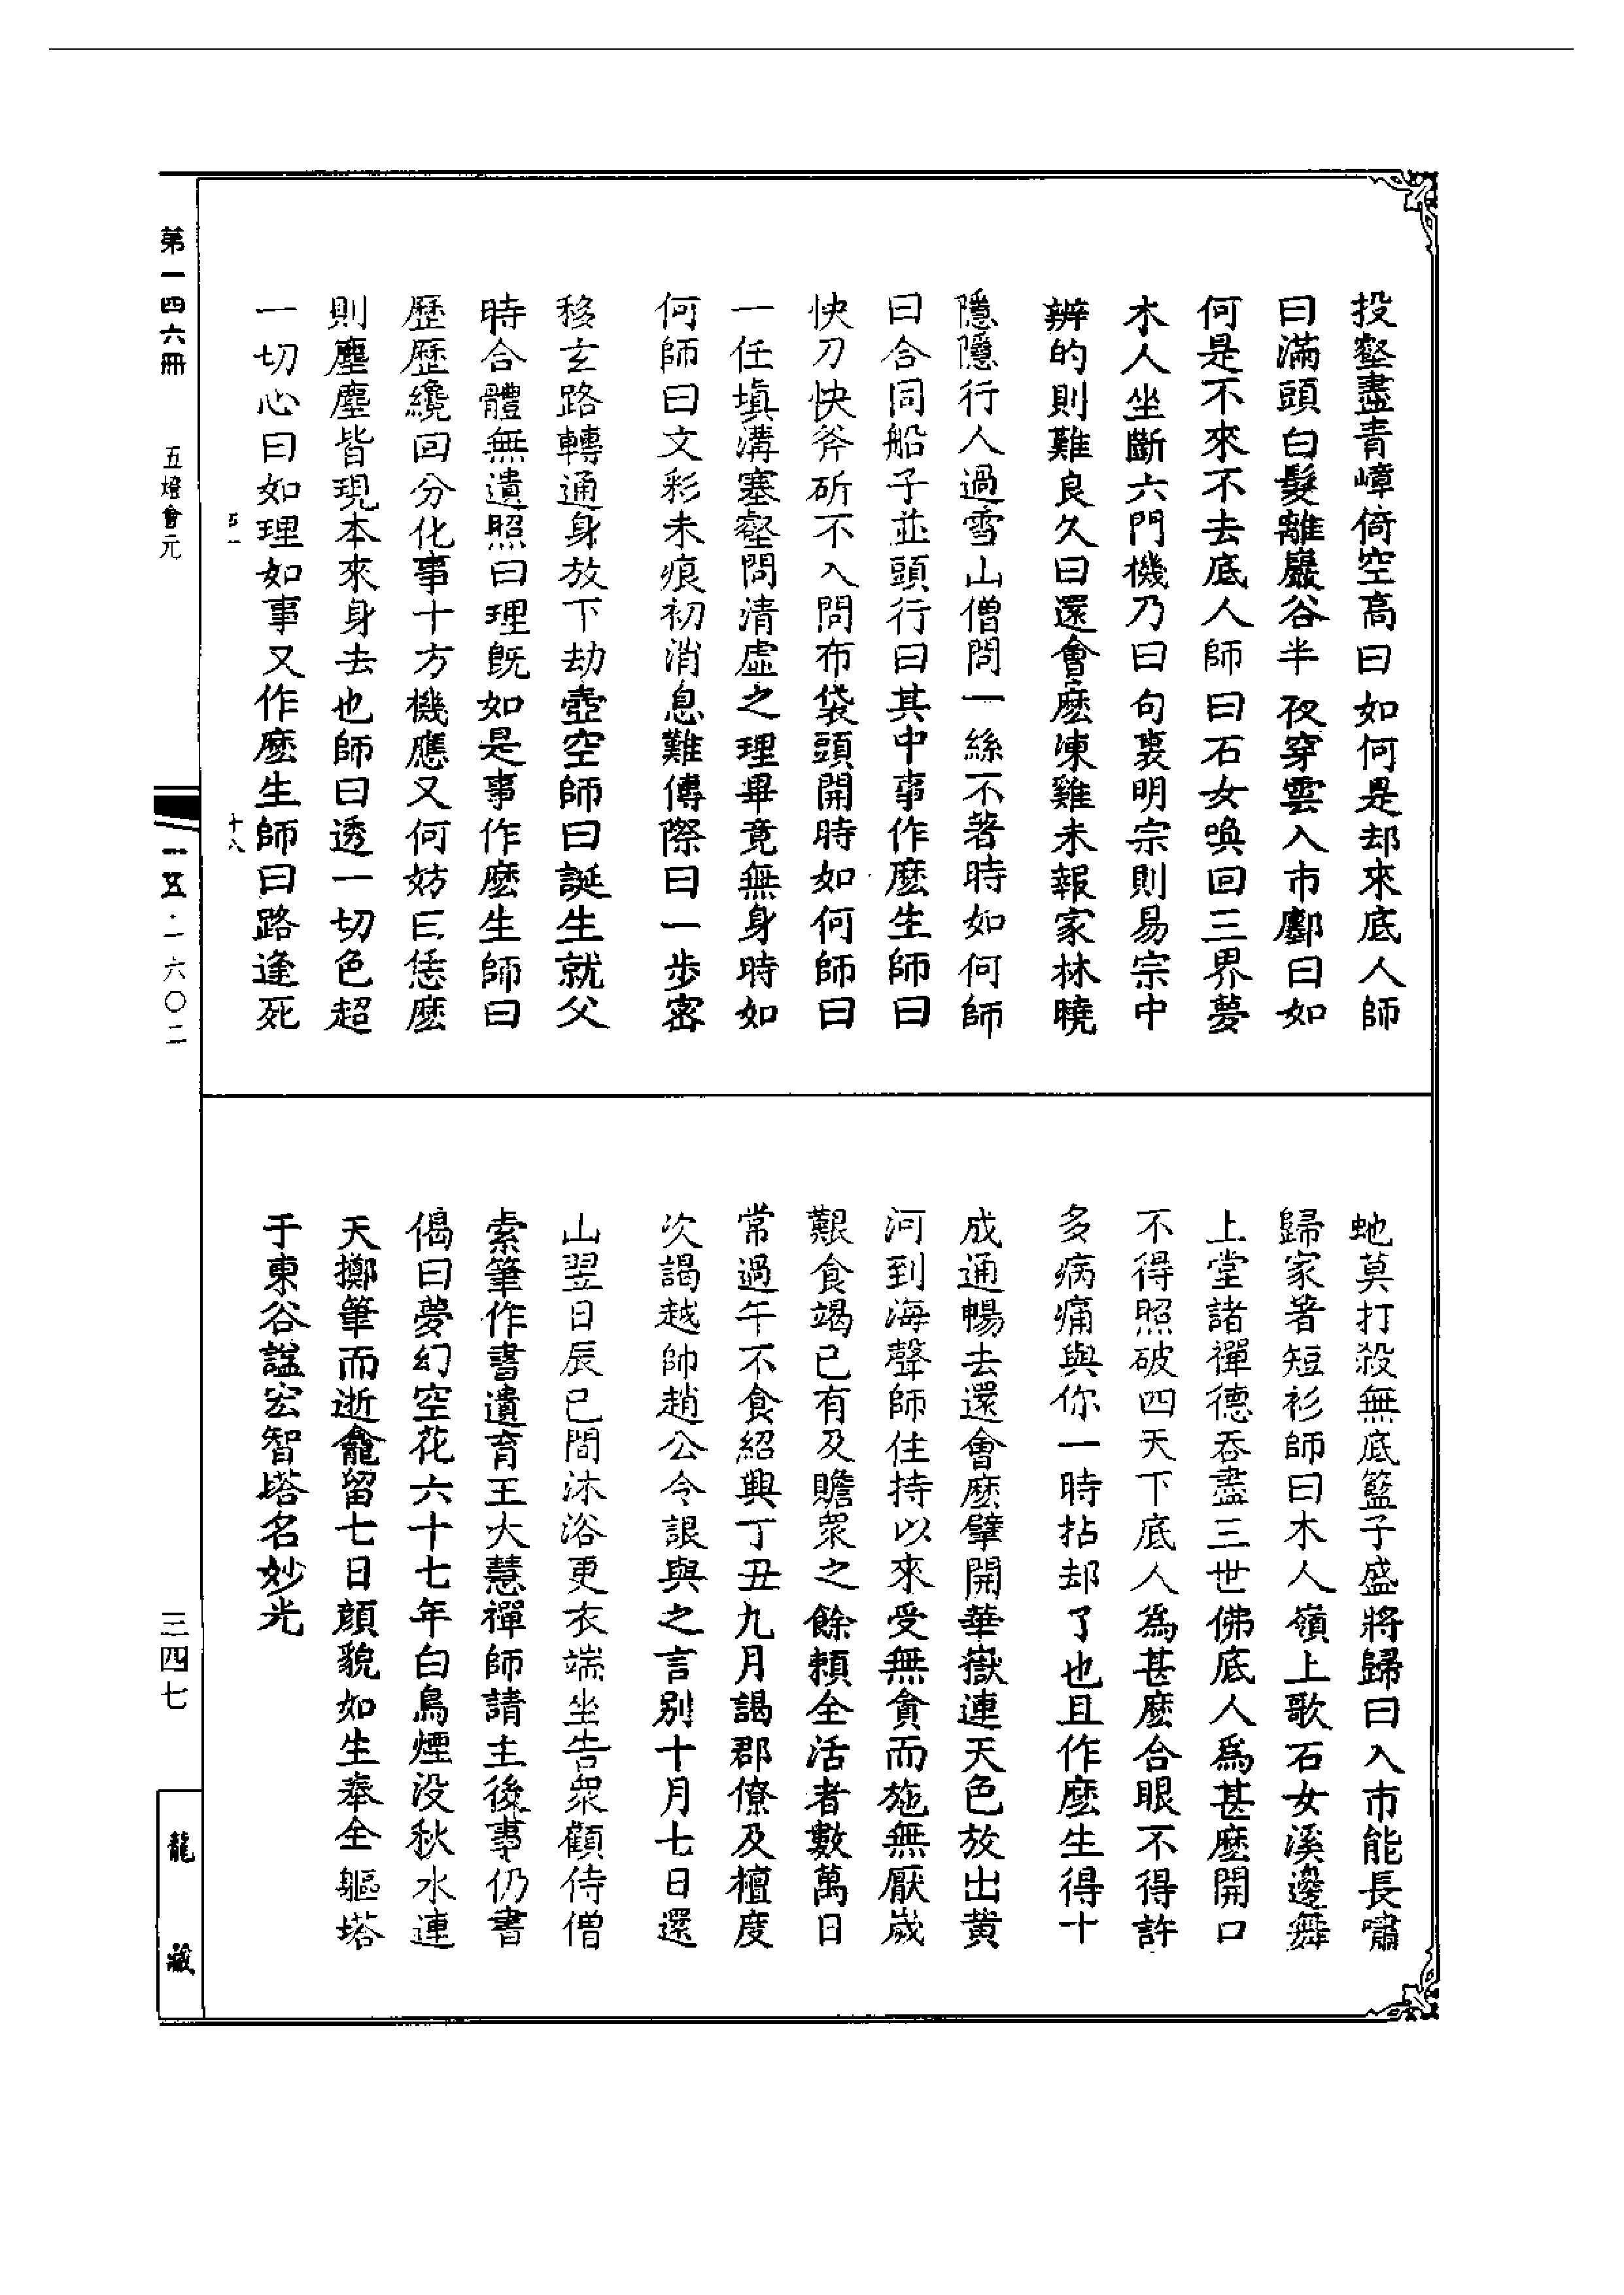 投壑盡青嶂倚空高曰如何是却來底人師
曰滿頭白髮離巖谷半夜穿雲入市鄽曰如
何是不來不去底人師曰石女喚回三界夢
木人坐斷六門機乃曰句裏明宗則易宗中
辨的則難良久曰還會麽凍雞未報家林曉
隱隱行人過雪山僧問一絲不著時如何師
曰合同船子並頭行曰其中事作麽生師曰
快刀快斧斫不入問布袋頭開時如何師曰
一任填溝塞壑問清虛之理畢竟無身時如
何師曰文彩未痕初消息難傳際曰一步密
移玄路轉通身放下劫壺空師曰誕生就父
時合體無遺照曰理既如是事作麽生師曰
歷歷纔回分化事十方機應又何妨曰恁麽
則塵塵皆現本來身去也師曰透一切色超
一切心曰如理如事又作麽生師曰路逢死
五一
十八
虵莫打殺無底籃子盛將歸曰入市能長嘯
歸家著短衫師曰木人嶺上歌石女溪邊舞
上堂諸禪德吞盡三世佛底人爲甚麽開口
不得照破四天下底人爲甚麽合眼不得許
多病痛與你一時拈却了也且作麽生得十
成通暢去還會麽擘開華嶽連天色放出黃
河到海聲師住持以來受無貪而施無厭歲
艱食竭已有及贍衆之餘賴全活者數萬日
常過午不食紹興丁丑九月謁郡僚及檀度
次謁越帥趙公令詪與之言别十月七日還
山翌日辰巳間沐浴更衣端坐告衆顧侍僧
索筆作書遺育王大慧禪師請主後事仍書
偈曰夢幻空花六十七年白鳥煙没秋水連
天擲筆而逝龕留七日顔貌如生奉全軀塔
于東谷諡宏智塔名妙光
第一四六冊
五燈會元
一五·一六〇二
三四七
龍藏